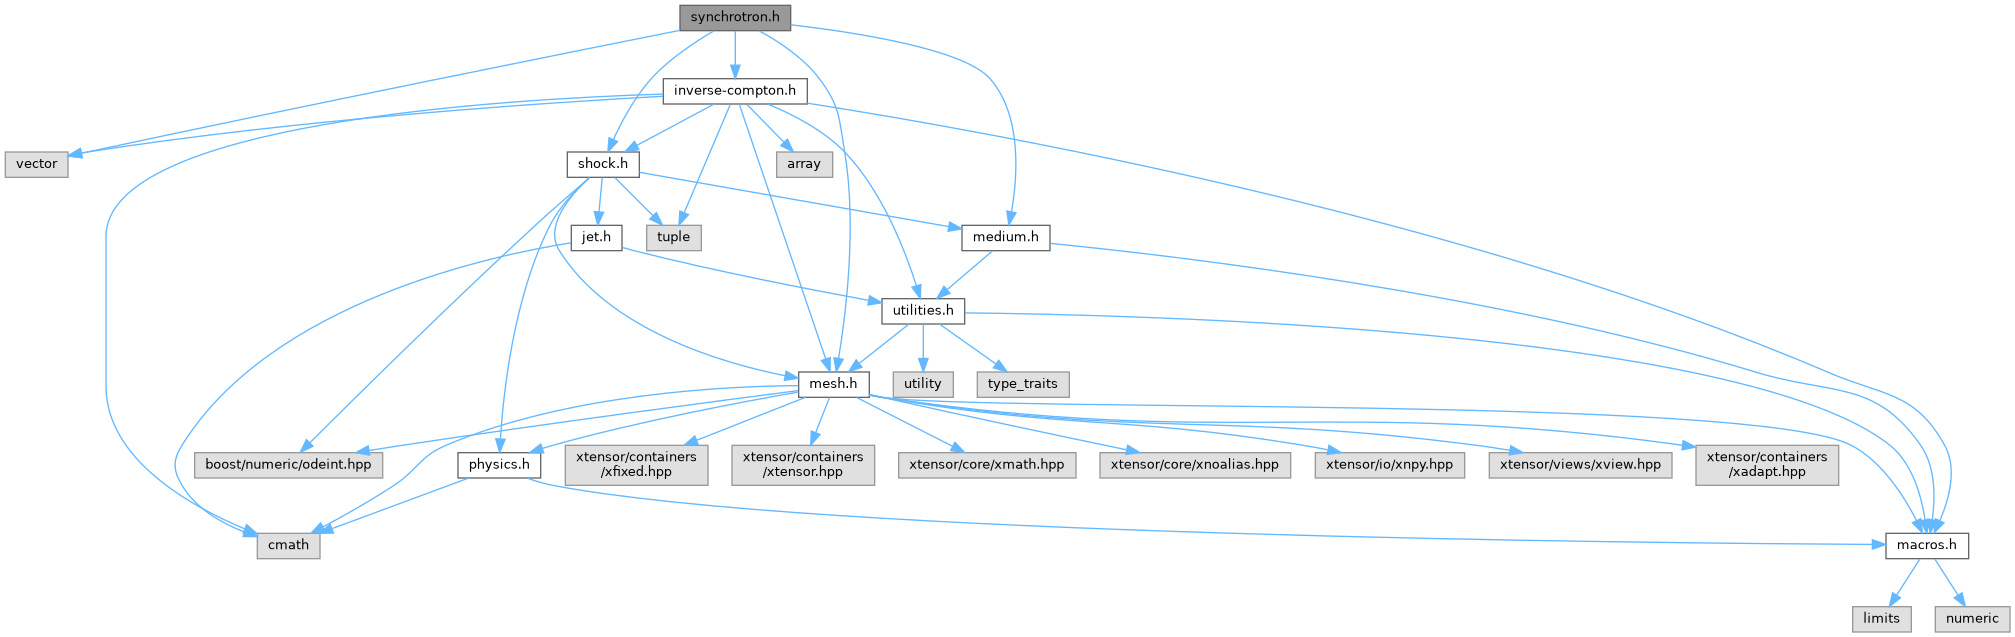 synchrotron.h
inverse-compton.h
vector
shock.h
array
jet.h
tuple
medium.h
utilities.h
mesh.h
utility
type_traits
boost/numeric/odeint.hpp
physics.h
xtensor/containers
/xfixed.hpp
xtensor/containers
/xtensor.hpp
xtensor/core/xmath.hpp
xtensor/core/xnoalias.hpp
xtensor/io/xnpy.hpp
xtensor/views/xview.hpp
xtensor/containers
/xadapt.hpp
cmath
macros.h
limits
numeric